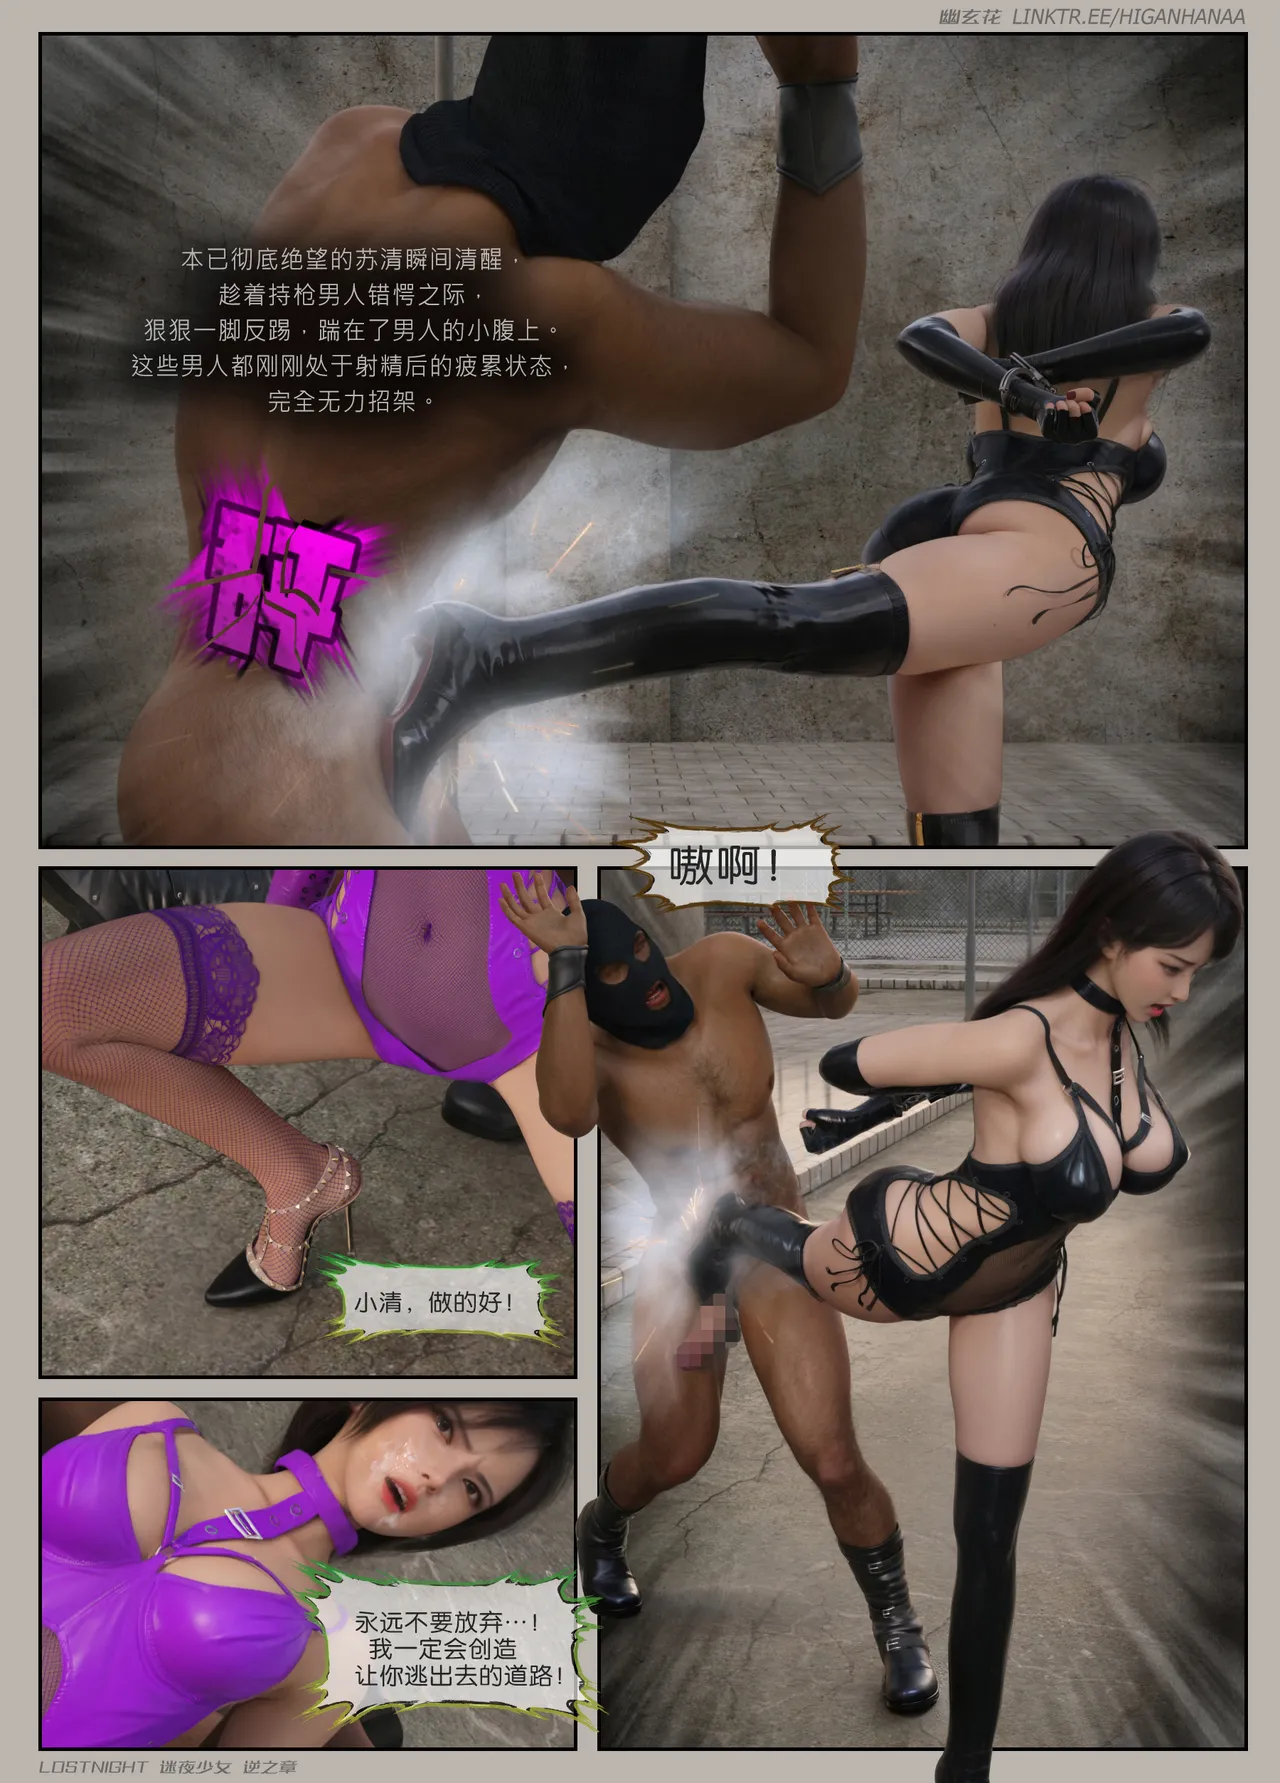 幽玄花 LINKTR.EE/HIGANHANAA
本已彻底绝望的苏清瞬间清醒，
趁着持枪男人错愕之际，
狠狠一脚反踢，踹在了男人的小腹上。
这些男人都刚刚处于射精后的疲累状态，
完全无力招架。
嗷啊！
小清，做的好！
永远不要放弃…！
我一定会创造
让你逃出去的道路！
LOSTNIGHT 迷夜少女 逆之章